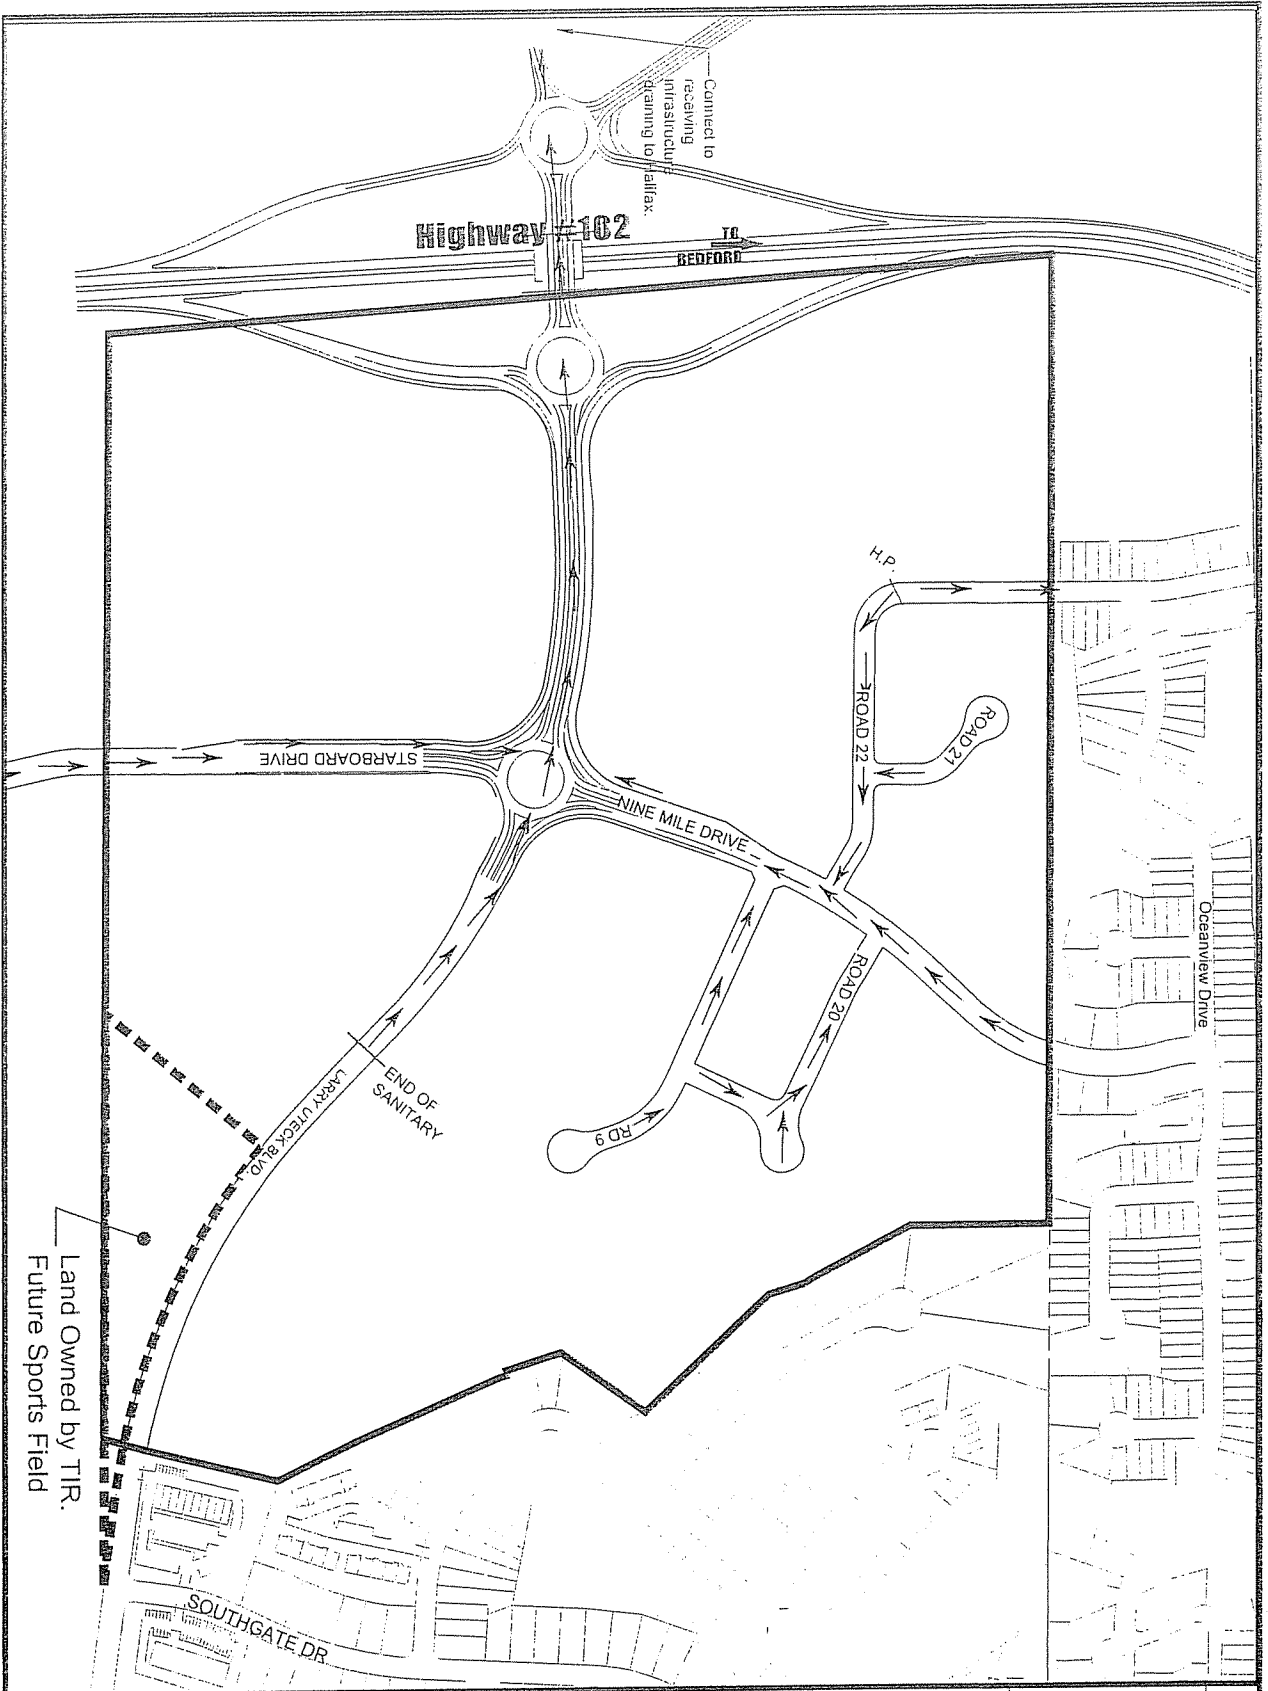 Connect to
receiving
infrastructure
draining to Halifax.
Highway #102
TO
BEDFORD
H.P.
ROAD 22
ROAD 21
STARBOARD DRIVE
NINE MILE DRIVE
Oceanview Drive
ROAD 20
END OF
SANITARY
LARRY UTECK BLVD.
RD 9
Land Owned by TIR.
Future Sports Field
SOUTHGATE DR